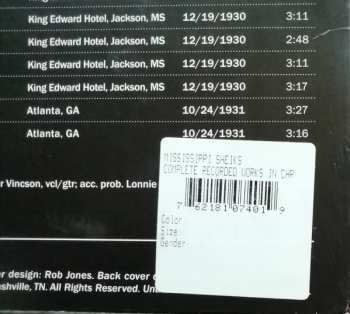 King Edward Hotel, Jackson, MS 12/19/1930 3:11
King Edward Hotel, Jackson, MS 12/19/1930 2:48
King Edward Hotel, Jackson, MS 12/19/1930 3:11
King Edward Hotel, Jackson, MS 12/19/1930 3:17
Atlanta, GA 10/24/1931 3:27
Atlanta, GA 10/24/1931 3:16
MISSISSIPPI SHEIKS
COMPLETE RECORDED WORKS IN CHR
r Vincson, vcl/gtr; acc. prob. Lonnie
7 62181 07401 9
Color:
Size:
Gender:
er design: Rob Jones. Back cover
ashville, TN. All Rights Reserved.